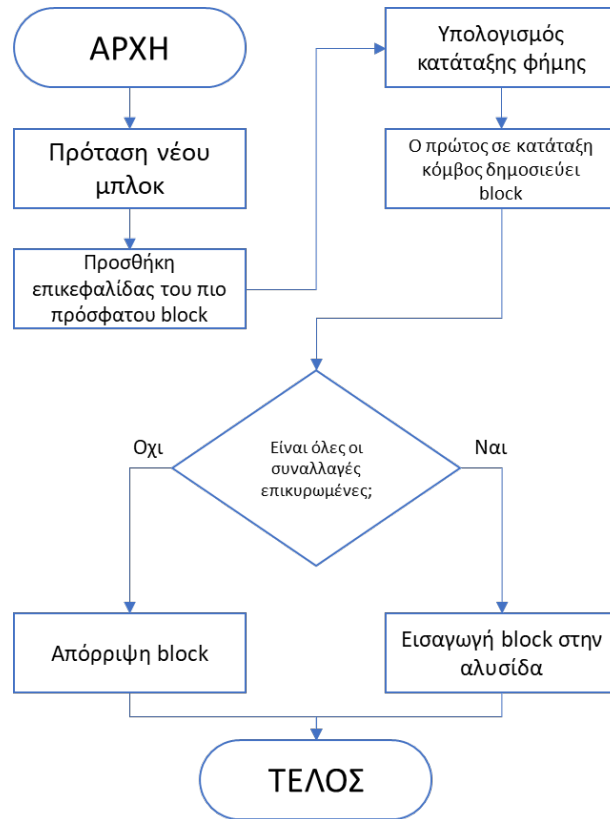 ΑΡΧΗ
Πρόταση νέου
μπλοκ
Προσθήκη
επικεφαλίδας του πιο
πρόσφατου block
Υπολογισμός
κατάταξης φήμης
Ο πρώτος σε κατάταξη
κόμβος δημοσιεύει
block
Είναι όλες οι
συναλλαγές
επικυρωμένες;
Οχι
Ναι
Απόρριψη block
Εισαγωγή block στην
αλυσίδα
ΤΕΛΟΣ